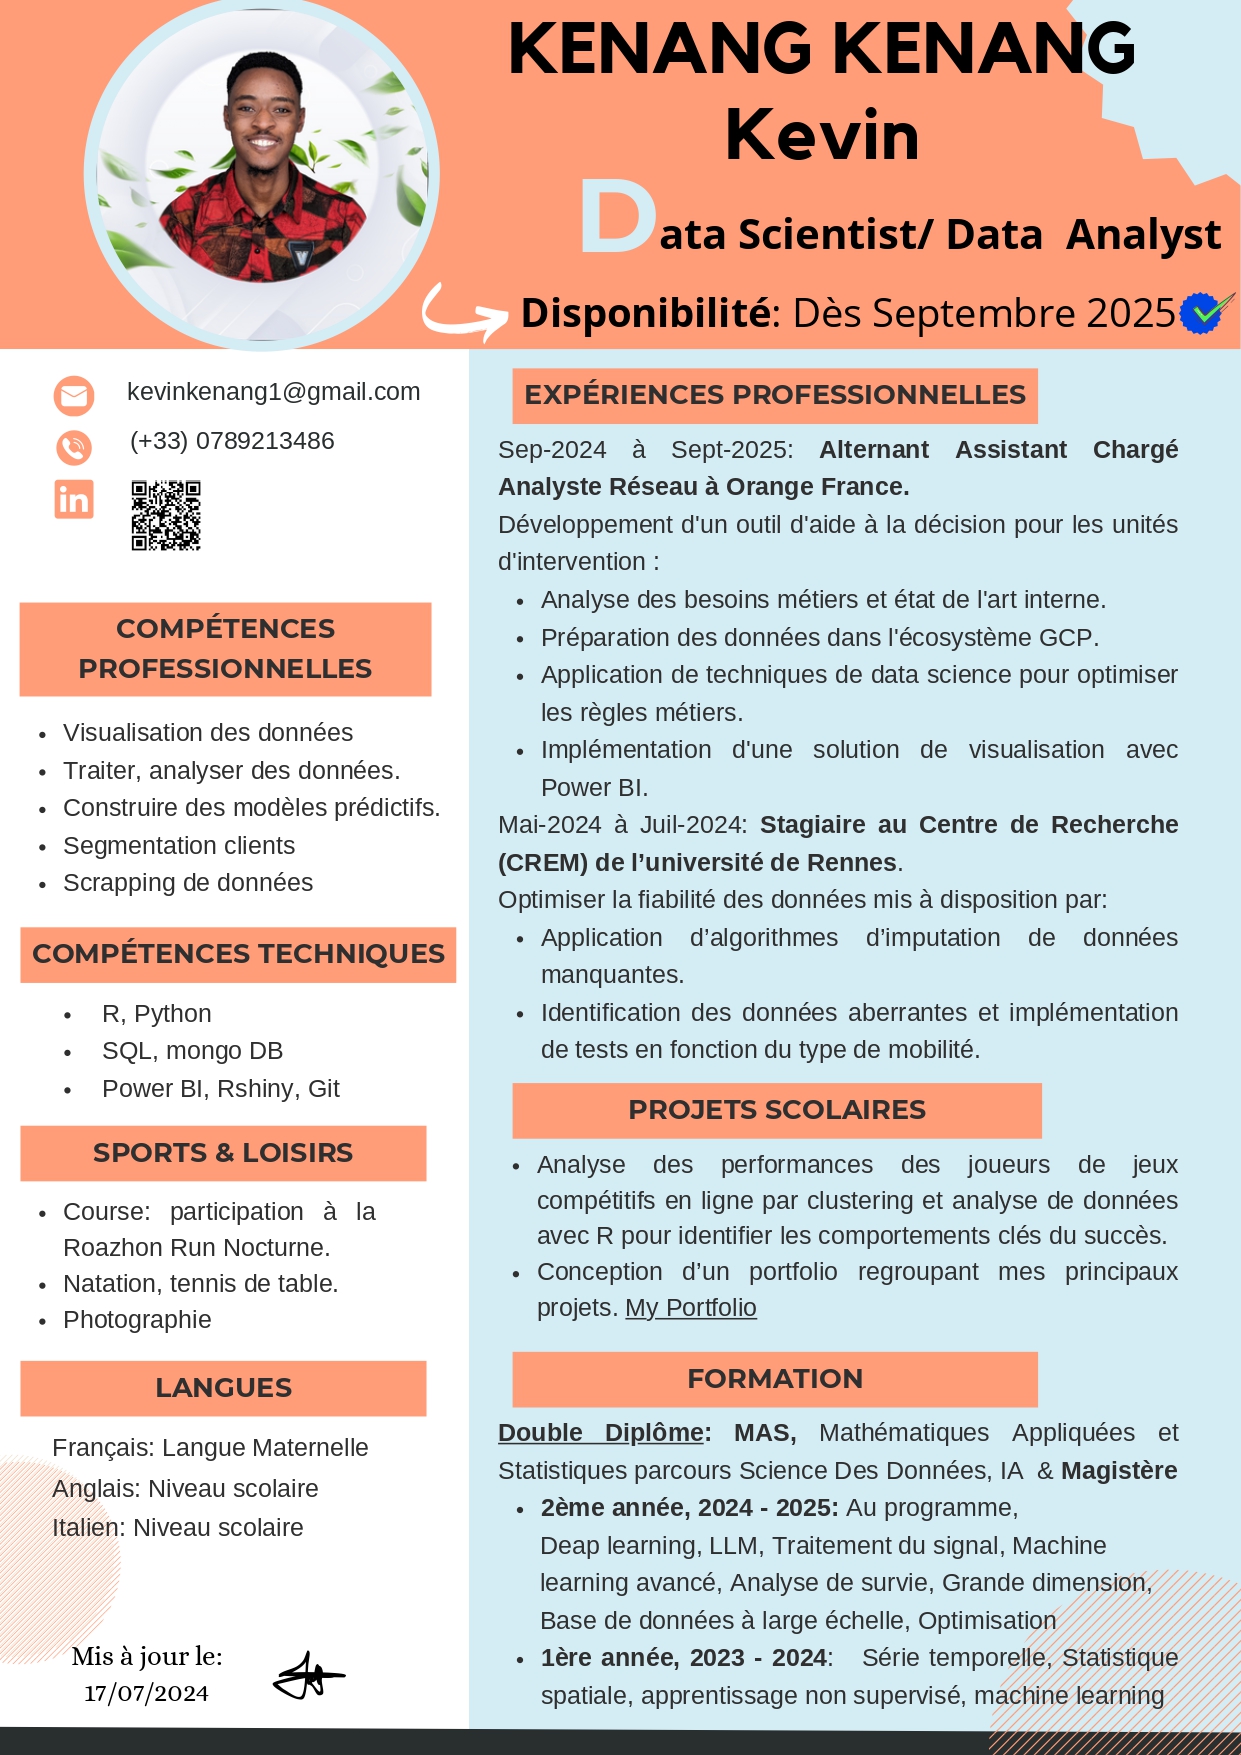 KENANG KENANG
Kevin
Data Scientist/ Data Analyst
Disponibilité: Dès Septembre 2025
kevinkenang1@gmail.com
(+33) 0789213486
in
COMPÉTENCES
PROFESSIONNELLES
• Visualisation des données
• Traiter, analyser des données.
• Construire des modèles prédictifs.
• Segmentation clients
• Scrapping de données
COMPÉTENCES TECHNIQUES
• R, Python
• SQL, mongo DB
• Power BI, Rshiny, Git
SPORTS & LOISIRS
• Course: participation à la
Roazhon Run Nocturne.
• Natation, tennis de table.
• Photographie
LANGUES
Français: Langue Maternelle
Anglais: Niveau scolaire
Italien: Niveau scolaire
Mis à jour le:
17/07/2024
EXPÉRIENCES PROFESSIONNELLES
Sep-2024 à Sept-2025: Alternant Assistant Chargé
Analyste Réseau à Orange France.
Développement d'un outil d'aide à la décision pour les unités
d'intervention :
• Analyse des besoins métiers et état de l'art interne.
• Préparation des données dans l'écosystème GCP.
• Application de techniques de data science pour optimiser
les règles métiers.
• Implémentation d'une solution de visualisation avec
Power BI.
Mai-2024 à Juil-2024: Stagiaire au Centre de Recherche
(CREM) de l’université de Rennes.
Optimiser la fiabilité des données mis à disposition par:
• Application d’algorithmes d’imputation de données
manquantes.
• Identification des données aberrantes et implémentation
de tests en fonction du type de mobilité.
PROJETS SCOLAIRES
• Analyse des performances des joueurs de jeux
compétitifs en ligne par clustering et analyse de données
avec R pour identifier les comportements clés du succès.
• Conception d’un portfolio regroupant mes principaux
projets. My Portfolio
FORMATION
Double Diplôme: MAS, Mathématiques Appliquées et
Statistiques parcours Science Des Données, IA & Magistère
• 2ème année, 2024 - 2025: Au programme,
Deap learning, LLM, Traitement du signal, Machine
learning avancé, Analyse de survie, Grande dimension,
Base de données à large échelle, Optimisation
• 1ère année, 2023 - 2024: Série temporelle, Statistique
spatiale, apprentissage non supervisé, machine learning